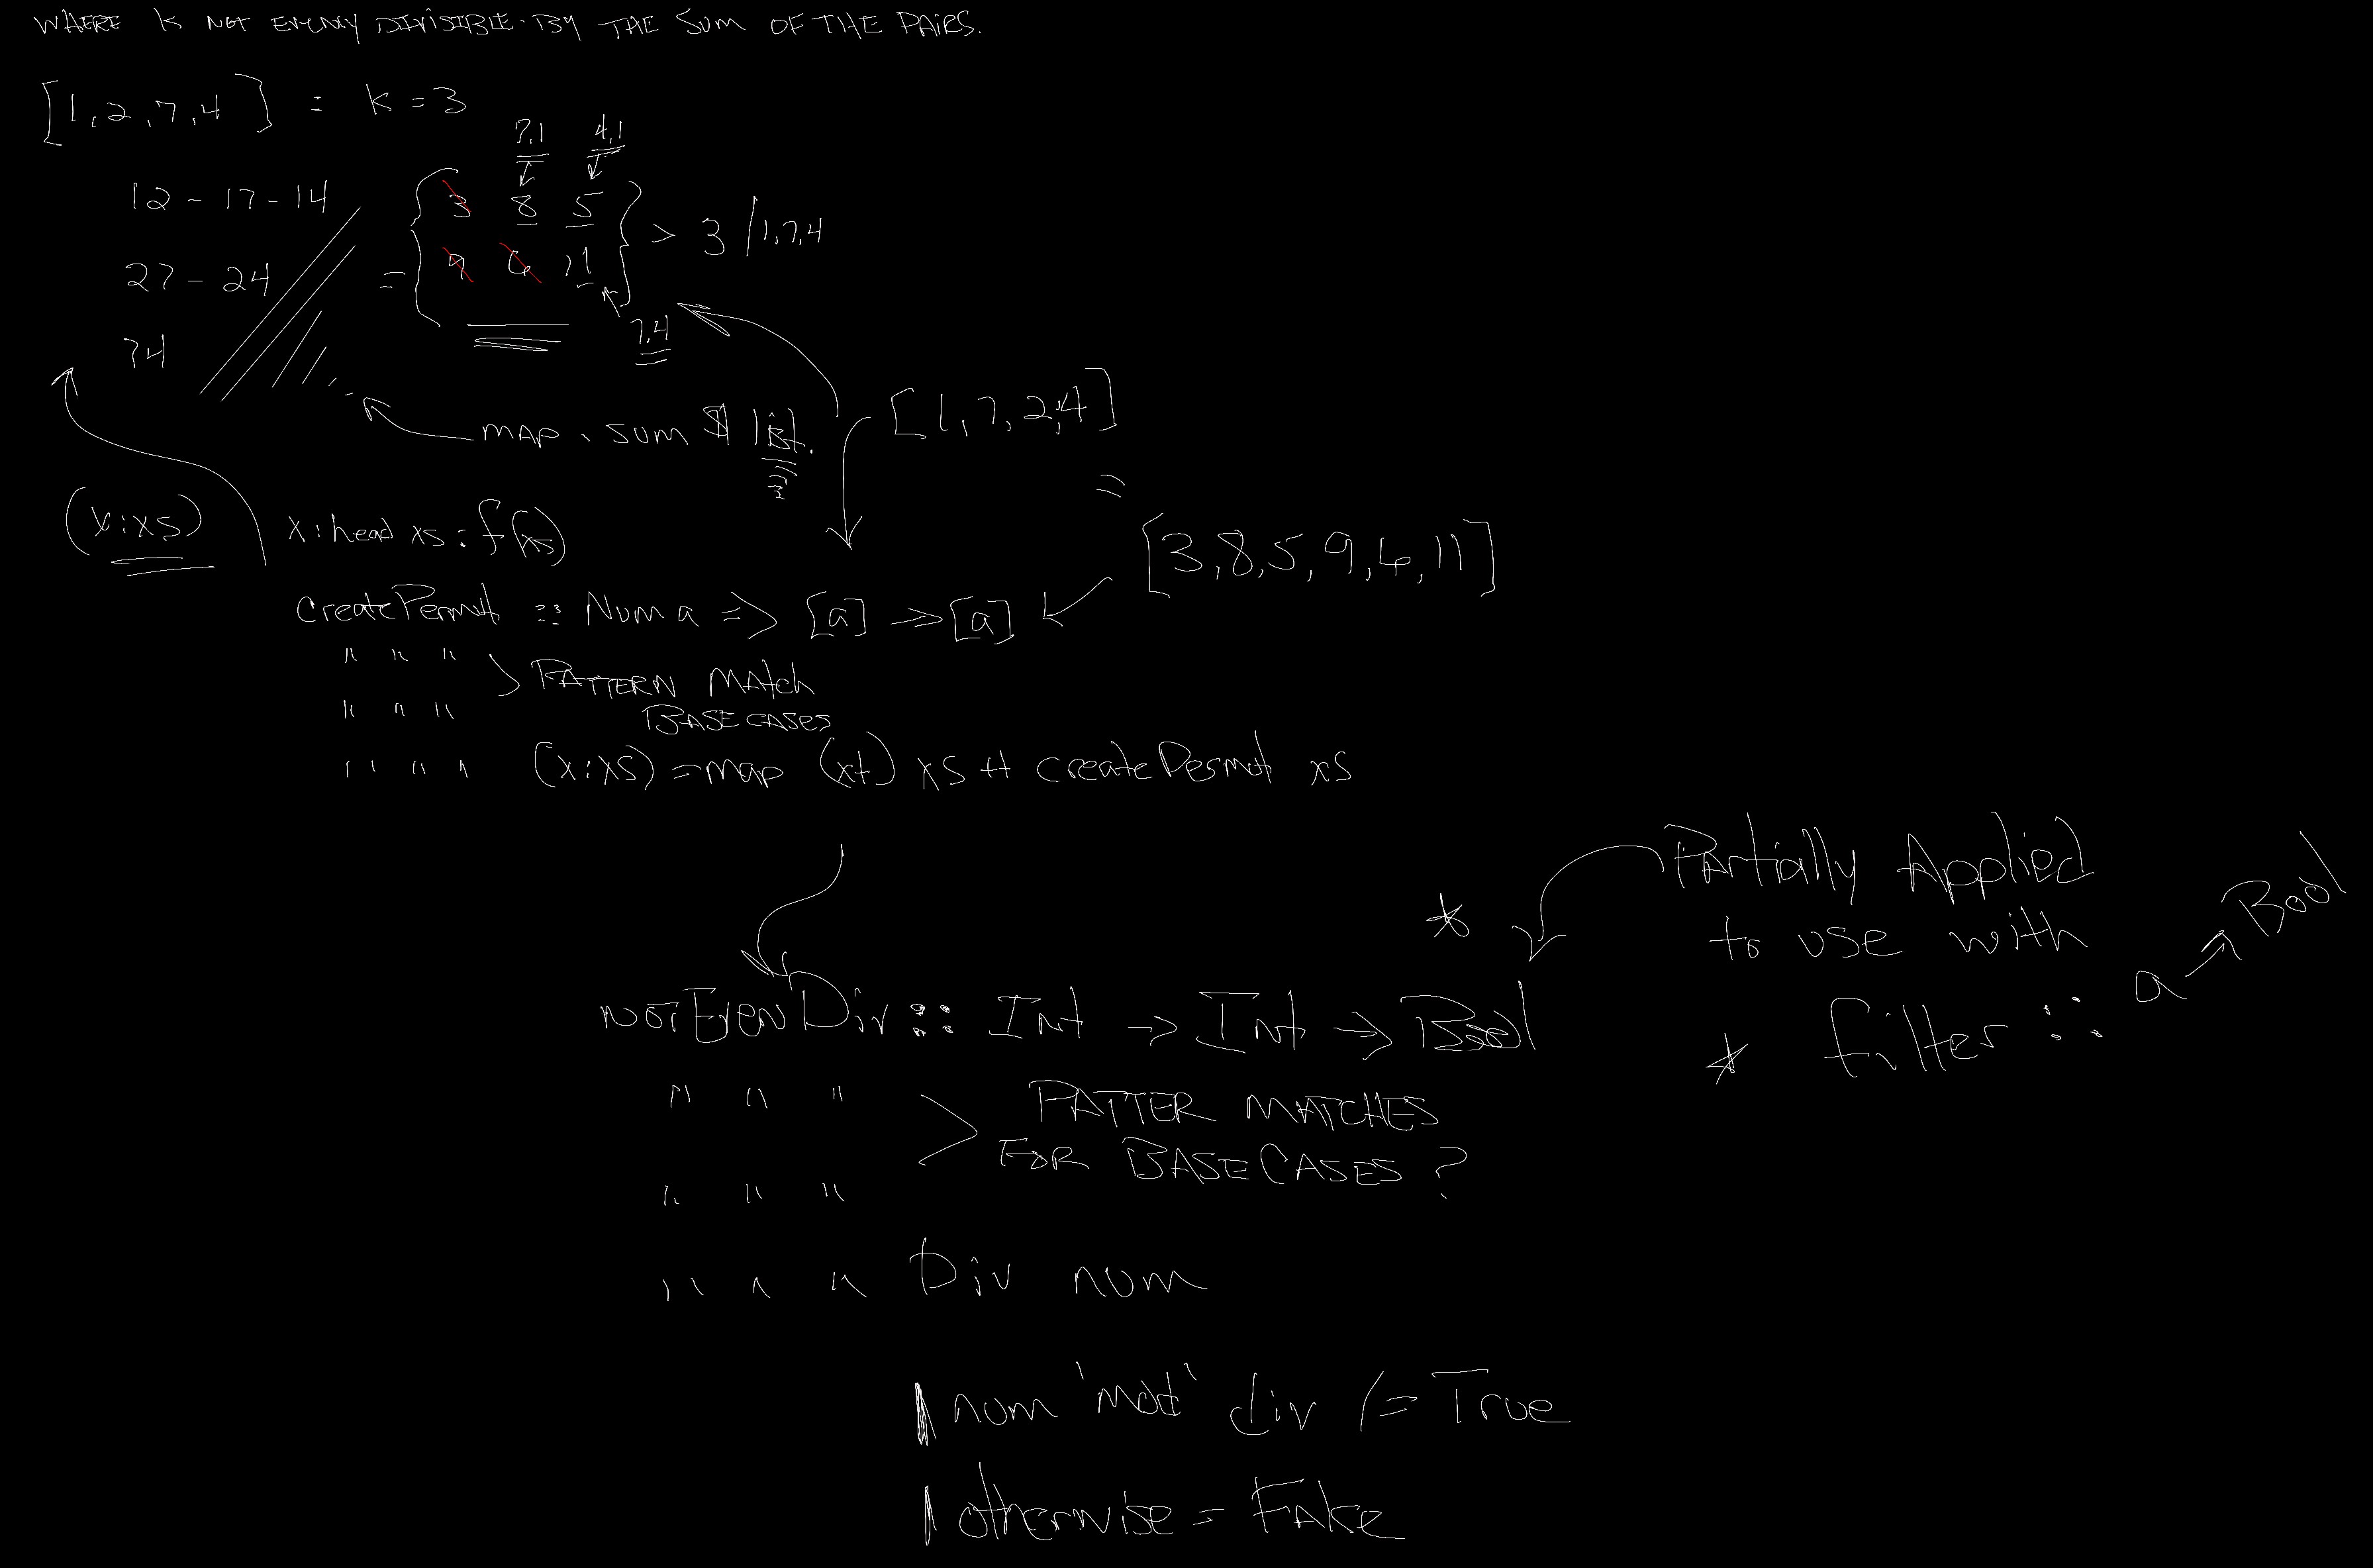 WHERE K NOT EVENLY DIVISIBLE BY THE SUM OF THE PAIRS.
[1,2,7,4] : K=3
7,1 4,1
12-17-14
3 8 5
> 3 /1,7,4
27-24
= 9 6 11
7,4
74
[1,7,2,4]
MAP . SUM $ list.
=
(x:xs) x:head xs: f(xs)
[3,8,5,9,6,11]
createPermut :: Num a => [a] -> [a]
" " " > PATTERN MAtch
" " " BASE CASES
" " " (x:xs) = map (x+) xs ++ createPermut xs
Partially Applied
* to use with
notEvenDiv :: Int -> Int -> Bool
* filter :: a -> Bool
" " " > PATTER MATCHES
FOR BASE CASES ?
" " "
" " " Div num
| num 'mod' div /= True
| otherwise = False